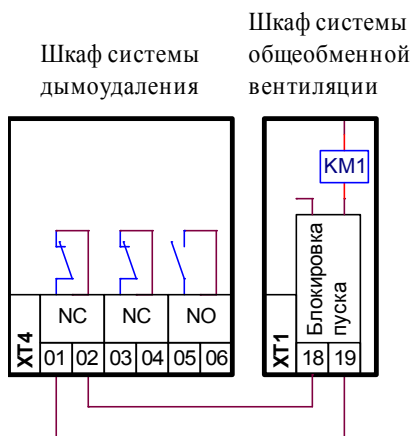 Шкаф системы
дымоудаления
Шкаф системы
общеобменной
вентиляции
KM1
NC NC NO
XT4 01 02 03 04 05 06
Блокировка
пуска
XT1 18 19